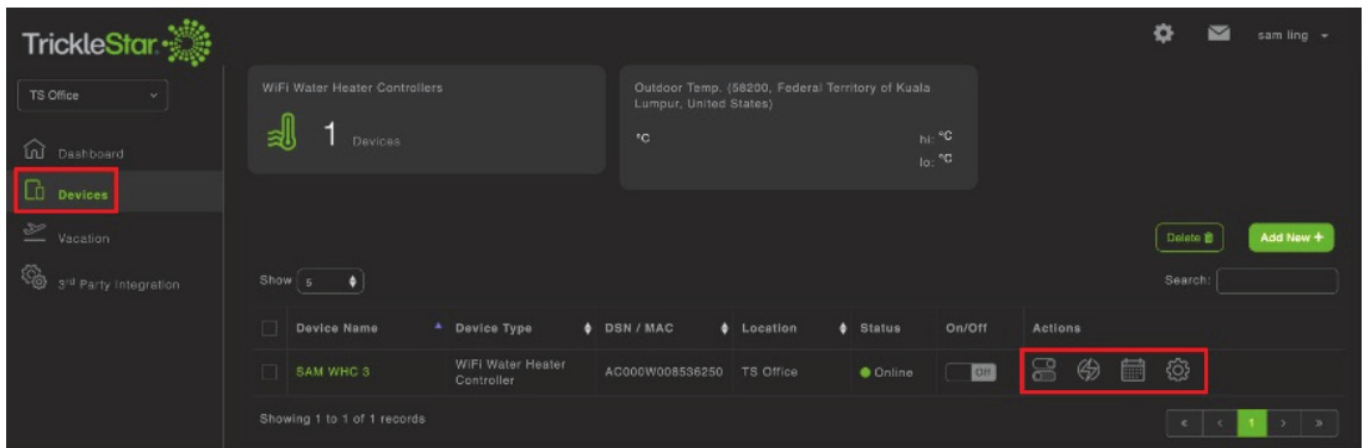 TrickleStar
sam ling
TS Office
WiFi Water Heater Controllers
1 Devices
Outdoor Temp. (58200, Federal Territory of Kuala
Lumpur, United States)
°C
hi: °C
lo: °C
Dashboard
Devices
Vacation
3rd Party Integration
Delete
Add New +
Show 5
Search:
Device Name
Device Type
DSN / MAC
Location
Status
On/Off
Actions
SAM WHC 3
WiFi Water Heater
Controller
AC000W008536250
TS Office
Online
Off
Showing 1 to 1 of 1 records
« < 1 > »